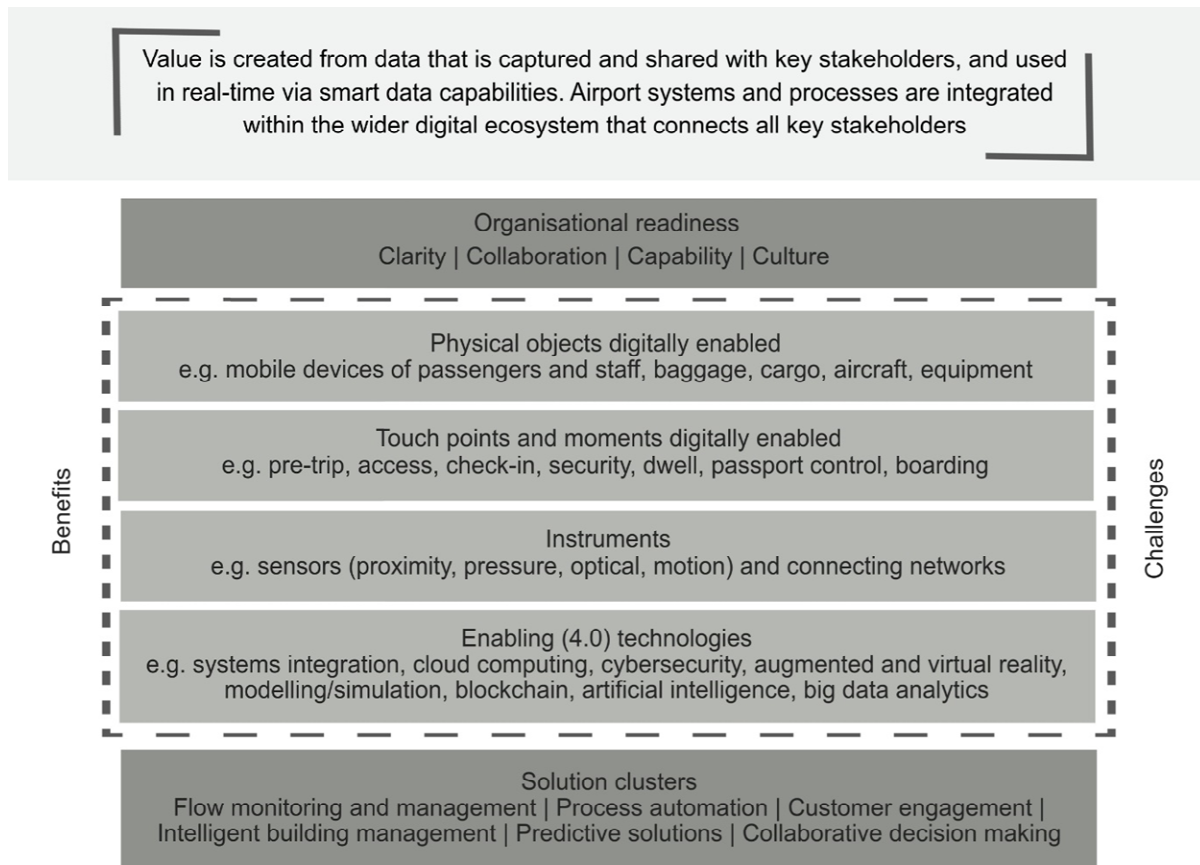 Value is created from data that is captured and shared with key stakeholders, and used
in real-time via smart data capabilities. Airport systems and processes are integrated
within the wider digital ecosystem that connects all key stakeholders
Organisational readiness
Clarity | Collaboration | Capability | Culture
Physical objects digitally enabled
e.g. mobile devices of passengers and staff, baggage, cargo, aircraft, equipment
Touch points and moments digitally enabled
e.g. pre-trip, access, check-in, security, dwell, passport control, boarding
Benefits
Challenges
Instruments
e.g. sensors (proximity, pressure, optical, motion) and connecting networks
Enabling (4.0) technologies
e.g. systems integration, cloud computing, cybersecurity, augmented and virtual reality,
modelling/simulation, blockchain, artificial intelligence, big data analytics
Solution clusters
Flow monitoring and management | Process automation | Customer engagement |
Intelligent building management | Predictive solutions | Collaborative decision making